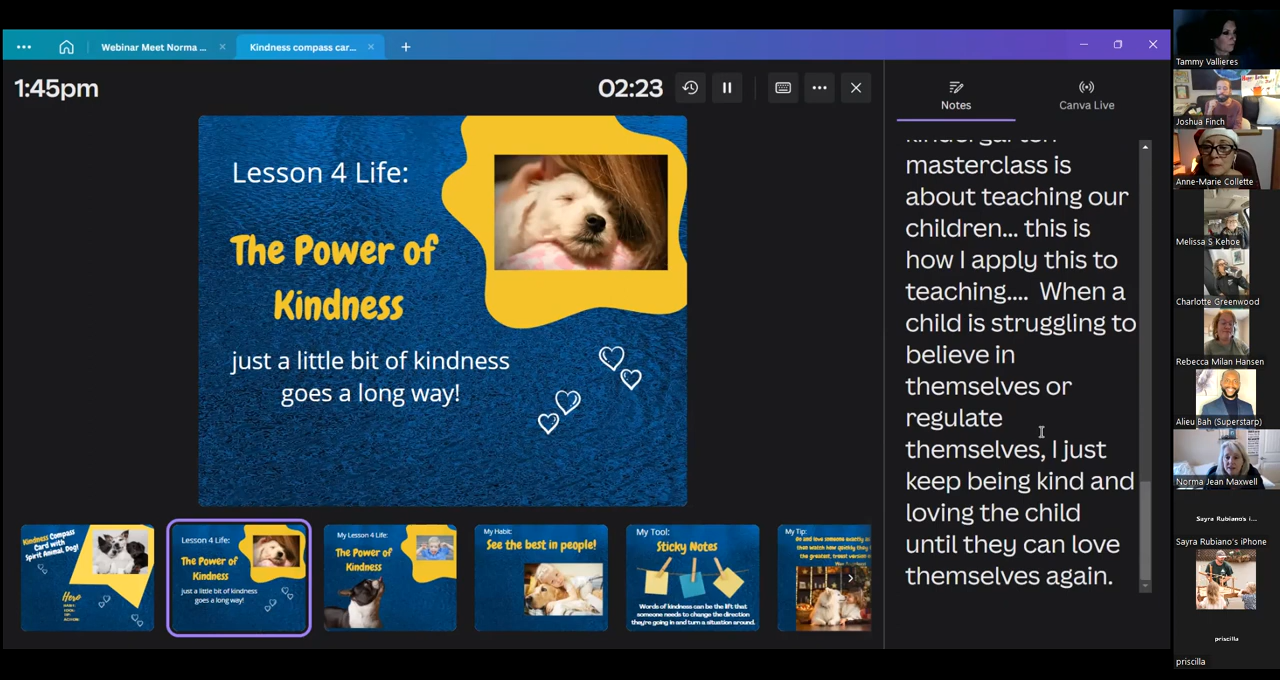 Webinar Meet Norma ...
Kindness compass car...
1:45pm
02:23
Lesson 4 Life:
The Power of
Kindness
just a little bit of kindness
goes a long way!
Notes
Canva Live
kindergarten
masterclass is
about teaching our
children... this is
how I apply this to
teaching.... When a
child is struggling to
believe in
themselves or
regulate
themselves, I just
keep being kind and
loving the child
until they can love
themselves again.
Kindness Compass
Card with
Spirit Animal, Dog!
Hero
Lesson 4 Life:
The Power of
Kindness
just a little bit of kindness
goes a long way!
My Lesson 4 Life:
The Power of
Kindness
My Habit:
See the best in people!
My Tool:
Sticky Notes
Words of kindness can be the lift that
someone needs to change the direction
they're going in and turn a situation around.
My Tip:
Tammy Vallieres
Joshua Finch
Anne-Marie Collette
Melissa S Kehoe
Charlotte Greenwood
Rebecca Milan Hansen
Alieu Bah (Superstarp)
Norma Jean Maxwell
Sayra Rubiano's i...
Sayra Rubiano's iPhone
priscilla
priscilla